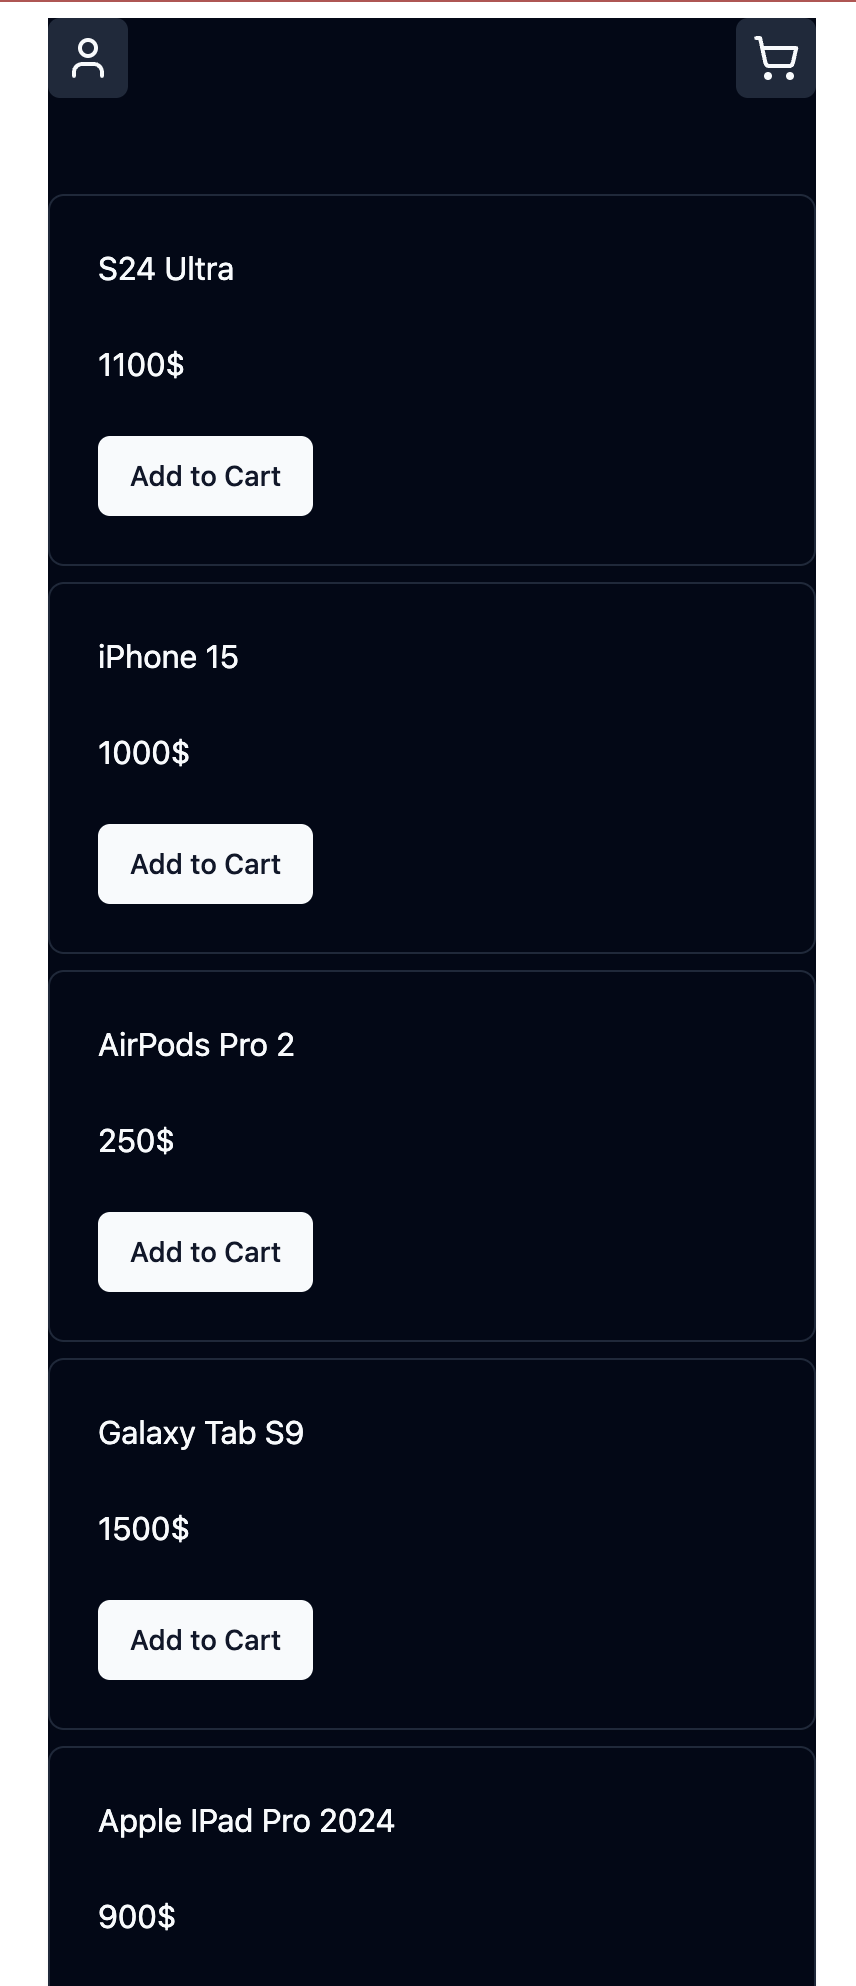 S24 Ultra
1100$
Add to Cart
iPhone 15
1000$
Add to Cart
AirPods Pro 2
250$
Add to Cart
Galaxy Tab S9
1500$
Add to Cart
Apple IPad Pro 2024
900$